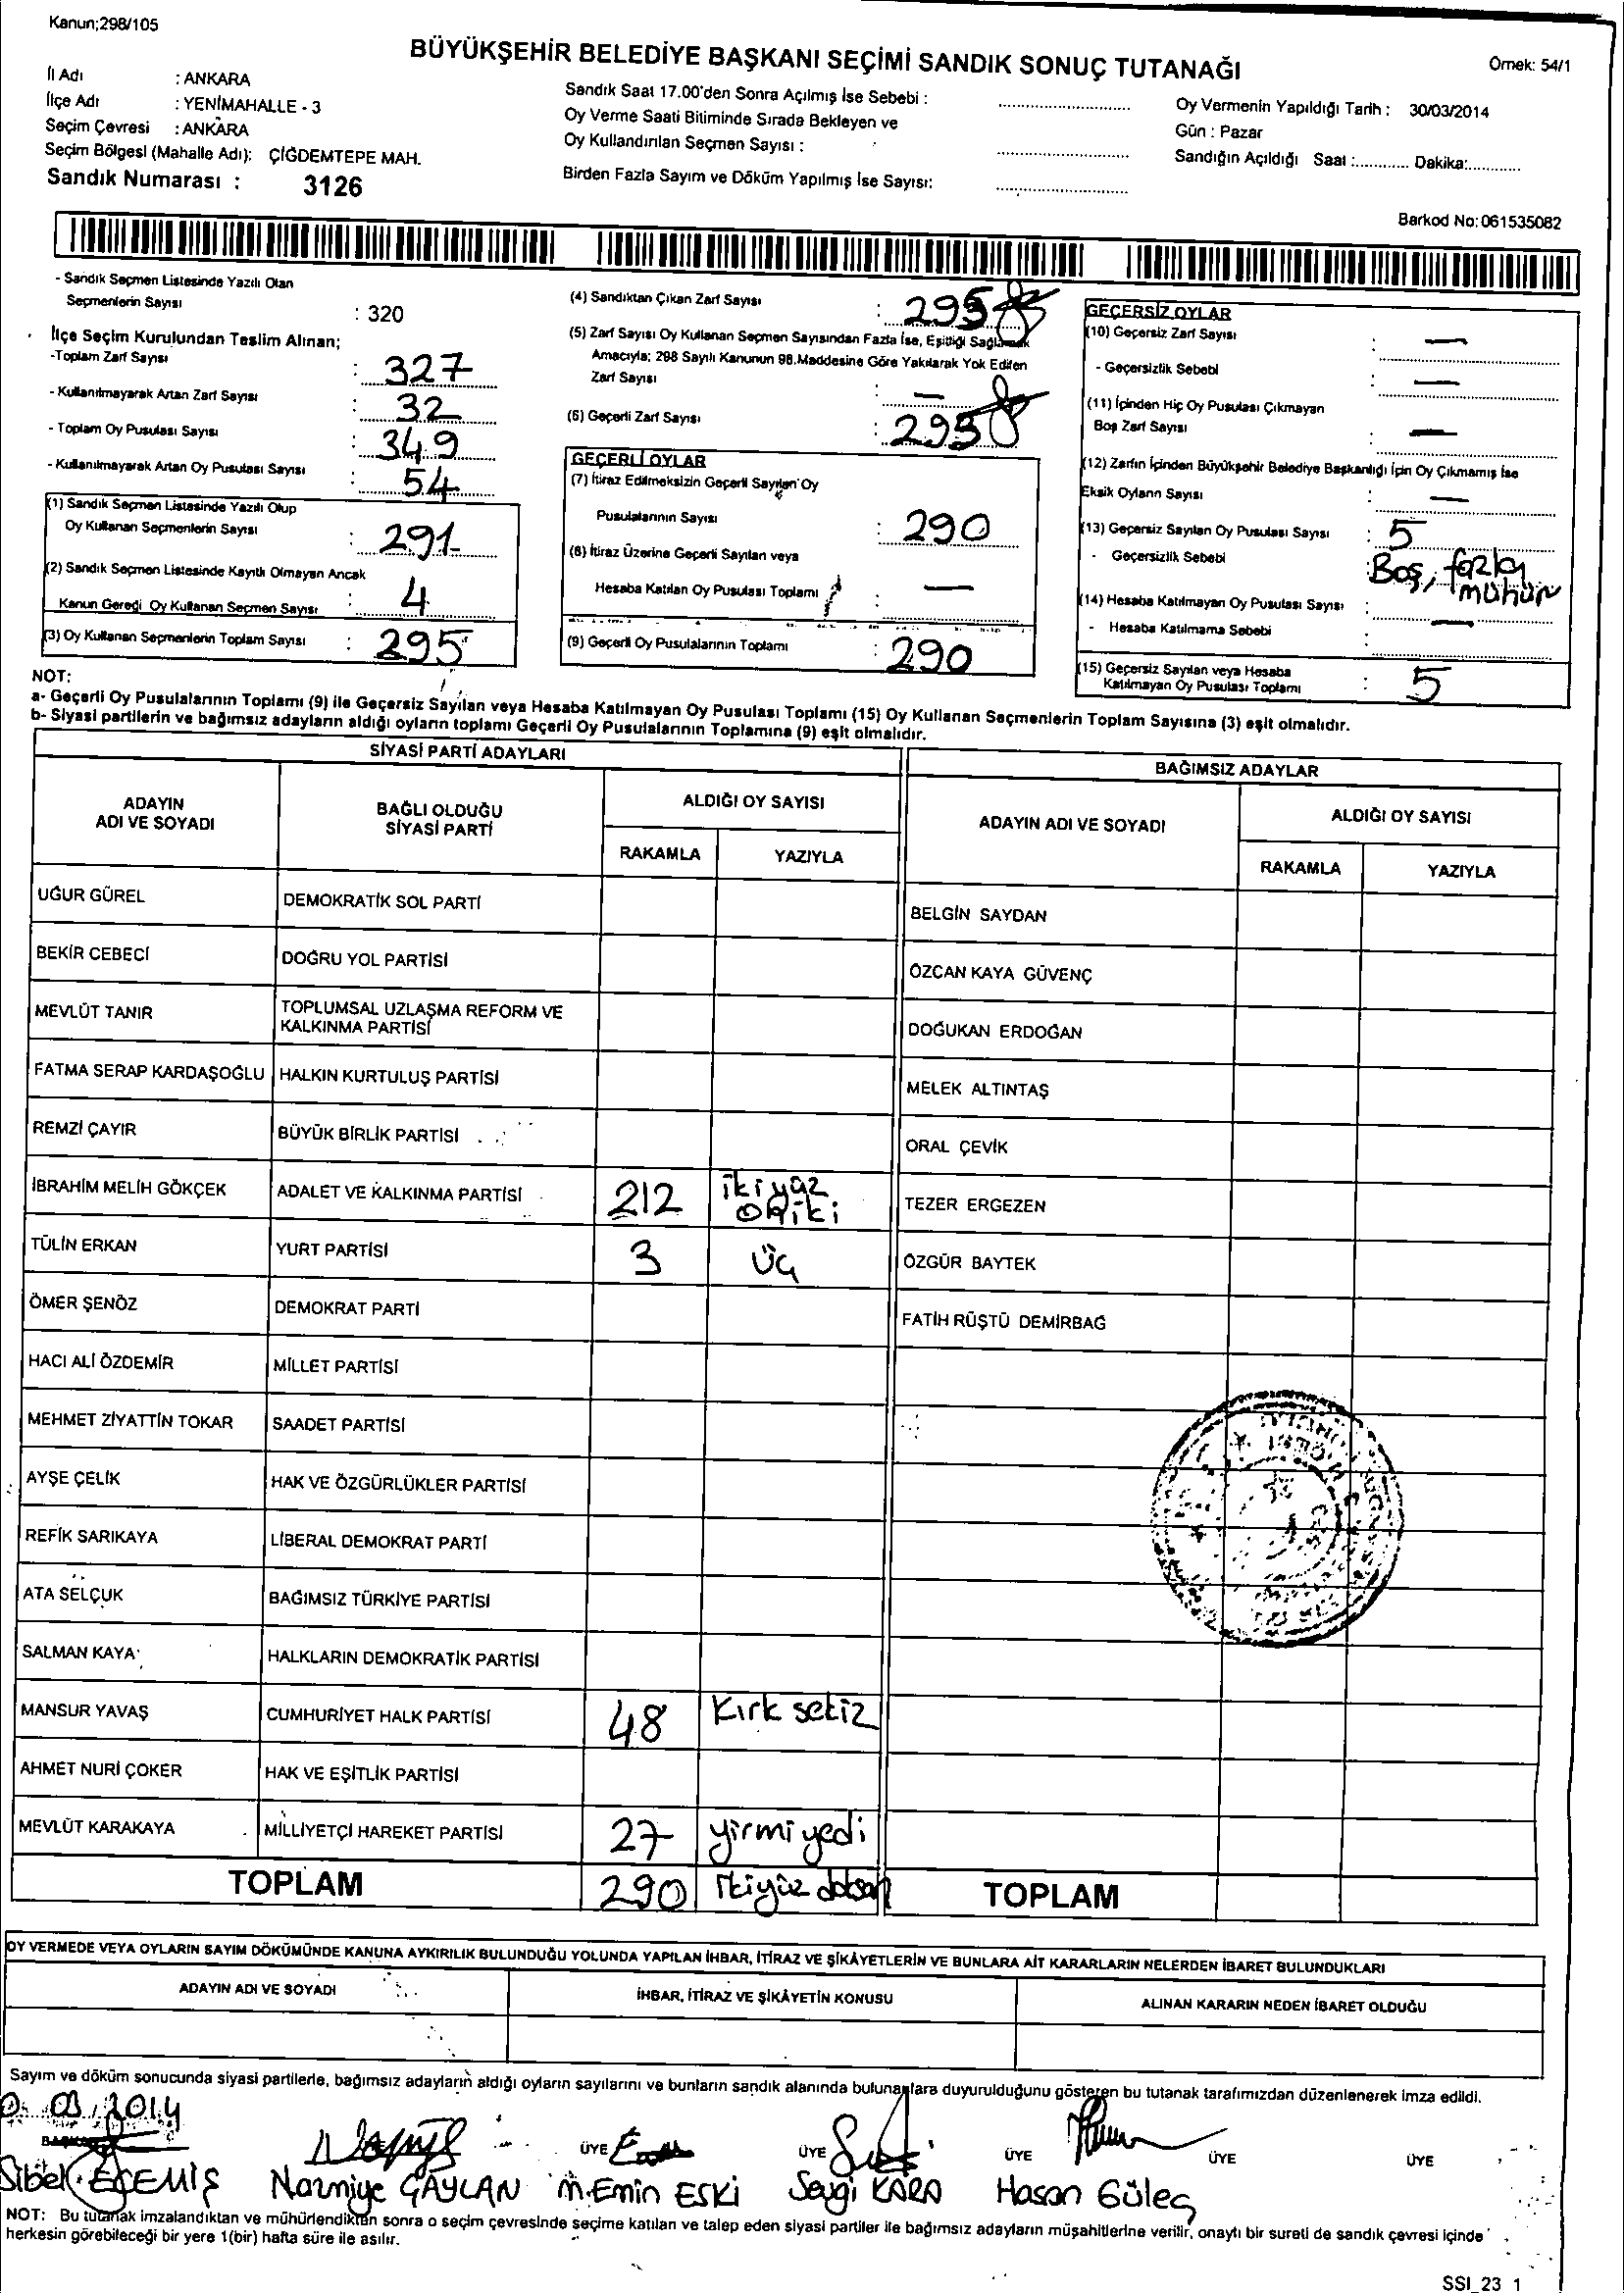 Kanun;298/105
BÜYÜKŞEHİR BELEDİYE BAŞKANI SEÇİMİ SANDIK SONUÇ TUTANAĞI
Örnek: 54/1
İl Adı : ANKARA
İlçe Adı : YENİMAHALLE - 3
Seçim Çevresi : ANKARA
Seçim Bölgesi (Mahalle Adı): ÇİĞDEMTEPE MAH.
Sandık Numarası : 3126
Sandık Saat 17.00'den Sonra Açılmış İse Sebebi :
Oy Verme Saati Bitiminde Sırada Bekleyen ve
Oy Kullandırılan Seçmen Sayısı :
Birden Fazla Sayım ve Döküm Yapılmış İse Sayısı:
Oy Vermenin Yapıldığı Tarih : 30/03/2014
Gün : Pazar
Sandığın Açıldığı Saat :............ Dakika:............
Barkod No: 061535082
- Sandık Seçmen Listesinde Yazılı Olan
Seçmenlerin Sayısı : 320
İlçe Seçim Kurulundan Teslim Alınan;
-Toplam Zarf Sayısı : 327
- Kullanılmayarak Artan Zarf Sayısı : 32
- Toplam Oy Pusulası Sayısı : 349
- Kullanılmayarak Artan Oy Pusulası Sayısı : 54
(1) Sandık Seçmen Listesinde Yazılı Olup
Oy Kullanan Seçmenlerin Sayısı : 291
(2) Sandık Seçmen Listesinde Kayıtlı Olmayan Ancak
Kanun Geredi Oy Kullanan Seçmen Sayısı : 4
(3) Oy Kullanan Seçmenlerin Toplam Sayısı : 295
(4) Sandıktan Çıkan Zarf Sayısı : 295
(5) Zarf Sayısı Oy Kullanan Seçmen Sayısından Fazla İse, Eşitliği Sağlamak
Amacıyla; 298 Sayılı Kanunun 98.Maddesine Göre Yakılarak Yok Edilen
Zarf Sayısı : —
(6) Geçerli Zarf Sayısı : 295
GEÇERLİ OYLAR
(7) İtiraz Edilmeksizin Geçerli Sayılan Oy
Pusulalarının Sayısı : 290
(8) İtiraz Üzerine Geçerli Sayılan veya
Hesaba Katılan Oy Pusulası Toplamı : —
(9) Geçerli Oy Pusulalarının Toplamı : 290
GEÇERSİZ OYLAR
(10) Geçersiz Zarf Sayısı : —
- Geçersizlik Sebebi : —
(11) İçinden Hiç Oy Pusulası Çıkmayan
Boş Zarf Sayısı : —
(12) Zarfın İçinden Büyükşehir Belediye Başkanlığı İçin Oy Çıkmamış İse
Eksik Oyların Sayısı : —
(13) Geçersiz Sayılan Oy Pusulası Sayısı : 5
- Geçersizlik Sebebi : Boş, fazla
mühür
(14) Hesaba Katılmayan Oy Pusulası Sayısı : —
- Hesaba Katılmama Sebebi :
(15) Geçersiz Sayılan veya Hesaba
Katılmayan Oy Pusulası Toplamı : 5
NOT:
a- Geçerli Oy Pusulalarının Toplamı (9) ile Geçersiz Sayılan veya Hesaba Katılmayan Oy Pusulası Toplamı (15) Oy Kullanan Seçmenlerin Toplam Sayısına (3) eşit olmalıdır.
b- Siyasi partilerin ve bağımsız adayların aldığı oyların toplamı Geçerli Oy Pusulalarının Toplamına (9) eşit olmalıdır.
SİYASİ PARTİ ADAYLARI
ADAYIN ADI VE SOYADI BAĞLI OLDUĞU SİYASİ PARTİ ALDIĞI OY SAYISI
RAKAMLA YAZIYLA
UĞUR GÜREL DEMOKRATİK SOL PARTİ
BEKİR CEBECİ DOĞRU YOL PARTİSİ
MEVLÜT TANIR TOPLUMSAL UZLAŞMA REFORM VE
KALKINMA PARTİSİ
FATMA SERAP KARDAŞOĞLU HALKIN KURTULUŞ PARTİSİ
REMZİ ÇAYIR BÜYÜK BİRLİK PARTİSİ
İBRAHİM MELİH GÖKÇEK ADALET VE KALKINMA PARTİSİ 212 ikiyüz
oniki
TÜLİN ERKAN YURT PARTİSİ 3 üç
ÖMER ŞENÖZ DEMOKRAT PARTİ
HACI ALİ ÖZDEMİR MİLLET PARTİSİ
MEHMET ZİYATTİN TOKAR SAADET PARTİSİ
AYŞE ÇELİK HAK VE ÖZGÜRLÜKLER PARTİSİ
REFİK SARIKAYA LİBERAL DEMOKRAT PARTİ
ATA SELÇUK BAĞIMSIZ TÜRKİYE PARTİSİ
SALMAN KAYA HALKLARIN DEMOKRATİK PARTİSİ
MANSUR YAVAŞ CUMHURİYET HALK PARTİSİ 48 Kırk sekiz
AHMET NURİ ÇOKER HAK VE EŞİTLİK PARTİSİ
MEVLÜT KARAKAYA MİLLİYETÇİ HAREKET PARTİSİ 27 yirmi yedi
TOPLAM 290 ikiyüz doksan
BAĞIMSIZ ADAYLAR
ADAYIN ADI VE SOYADI ALDIĞI OY SAYISI
RAKAMLA YAZIYLA
BELGİN SAYDAN
ÖZCAN KAYA GÜVENÇ
DOĞUKAN ERDOĞAN
MELEK ALTINTAŞ
ORAL ÇEVİK
TEZER ERGEZEN
ÖZGÜR BAYTEK
FATİH RÜŞTÜ DEMİRBAĞ
TOPLAM
OY VERMEDE VEYA OYLARIN SAYIM DÖKÜMÜNDE KANUNA AYKIRILIK BULUNDUĞU YOLUNDA YAPILAN İHBAR, İTİRAZ VE ŞİKÂYETLERİN VE BUNLARA AİT KARARLARIN NELERDEN İBARET BULUNDUKLARI
ADAYIN ADI VE SOYADI İHBAR, İTİRAZ VE ŞİKÂYETİN KONUSU ALINAN KARARIN NEDEN İBARET OLDUĞU
Sayım ve döküm sonucunda siyasi partilerle, bağımsız adayların aldığı oyların sayılarını ve bunların sandık alanında bulunanlara duyurulduğunu gösteren bu tutanak tarafımızdan düzenlenerek imza edildi.
0. 03/2014
BAŞKAN ÜYE ÜYE ÜYE ÜYE ÜYE
Sibel EÇEMİŞ Nazmiye ÇAYLAN M.Emin ESKİ Sevgi KARA Hasan Güleç
NOT: Bu tutanak imzalandıktan ve mühürlendikten sonra o seçim çevresinde seçime katılan ve talep eden siyasi partiler ile bağımsız adayların müşahitlerine verilir, onaylı bir sureti de sandık çevresi içinde
herkesin görebileceği bir yere 1(bir) hafta süre ile asılır.
SSI_23_1